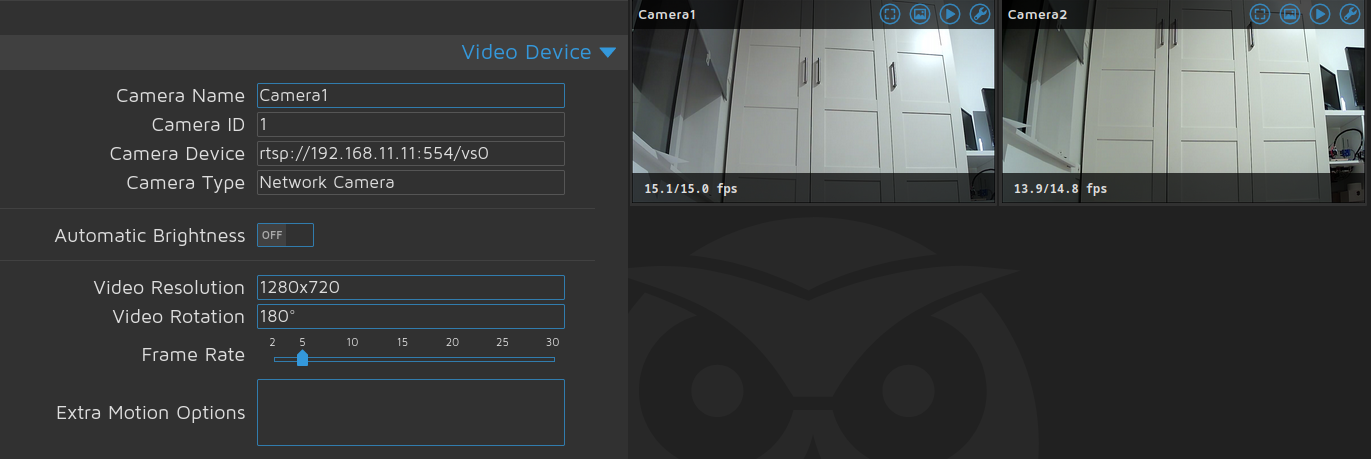 Video Device
Camera Name Camera1
Camera ID 1
Camera Device rtsp://192.168.11.11:554/vs0
Camera Type Network Camera
Automatic Brightness OFF
Video Resolution 1280x720
Video Rotation 180°
2 5 10 15 20 25 30
Frame Rate
Extra Motion Options
Camera1
15.1/15.0 fps
Camera2
13.9/14.8 fps